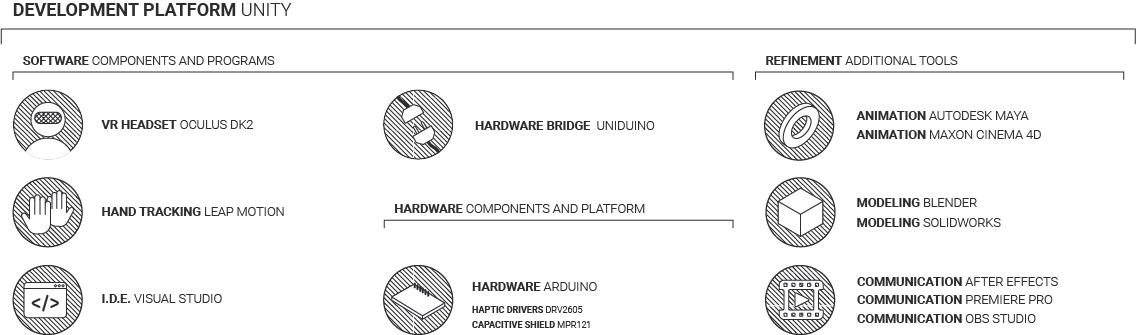 DEVELOPMENT PLATFORM UNITY
SOFTWARE COMPONENTS AND PROGRAMS
VR HEADSET OCULUS DK2
HAND TRACKING LEAP MOTION
</>
I.D.E. VISUAL STUDIO
HARDWARE BRIDGE UNIDUINO
HARDWARE COMPONENTS AND PLATFORM
HARDWARE ARDUINO
HAPTIC DRIVERS DRV2605
CAPACITIVE SHIELD MPR121
REFINEMENT ADDITIONAL TOOLS
ANIMATION AUTODESK MAYA
ANIMATION MAXON CINEMA 4D
MODELING BLENDER
MODELING SOLIDWORKS
COMMUNICATION AFTER EFFECTS
COMMUNICATION PREMIERE PRO
COMMUNICATION OBS STUDIO